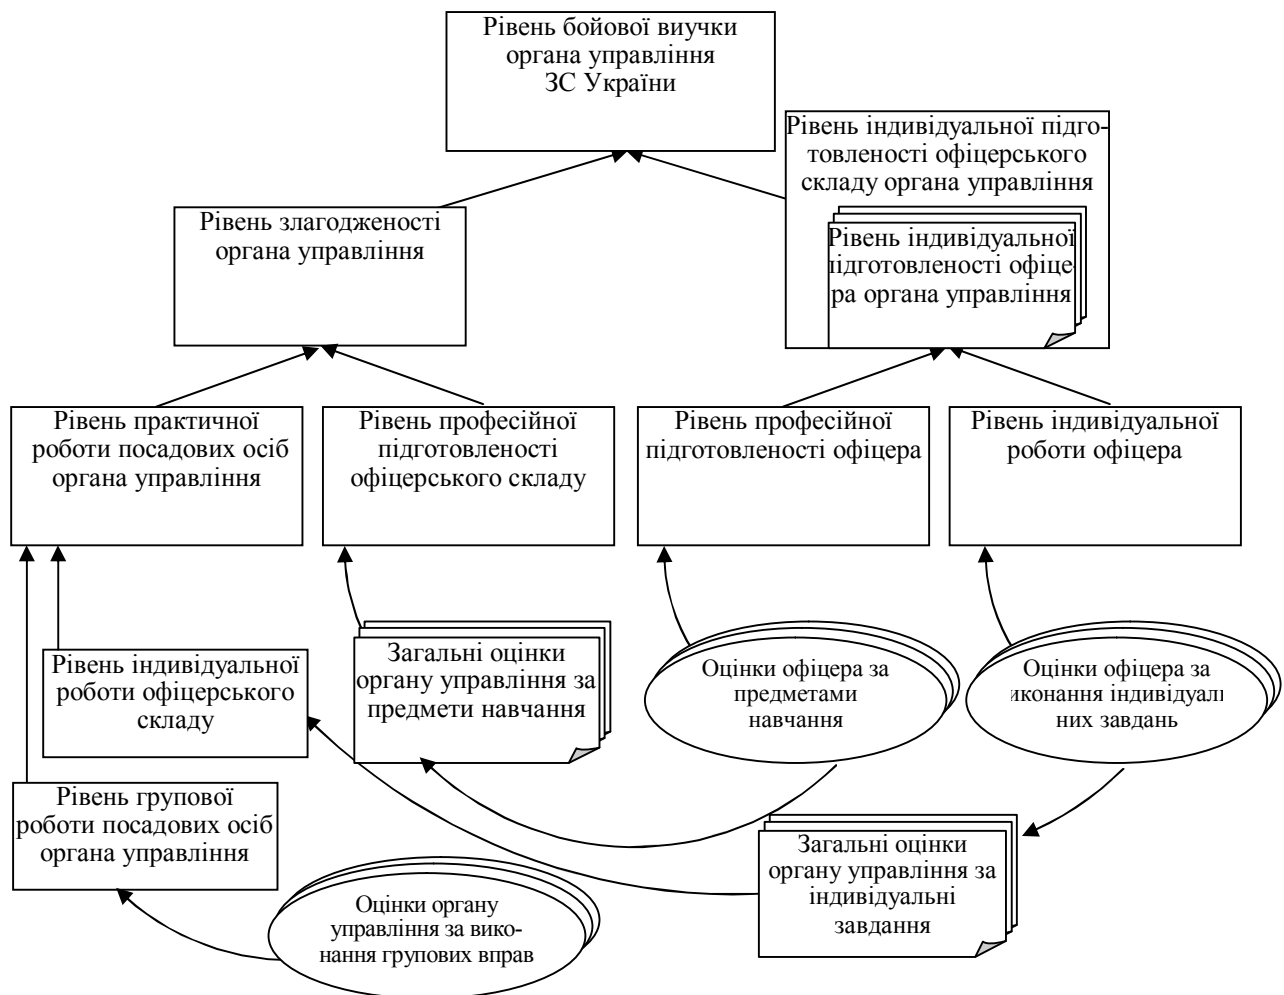 Рівень бойової виучки
органа управління
ЗС України
Рівень індивідуальної підго-
товленості офіцерського
складу органа управління
Рівень індивідуальної
підготовленості офіце-
ра органа управління
Рівень злагодженості
органа управління
Рівень практичної
роботи посадових осіб
органа управління
Рівень професійної
підготовленості
офіцерського складу
Рівень професійної
підготовленості офіцера
Рівень індивідуальної
роботи офіцера
Рівень індивідуальної
роботи офіцерського
складу
Загальні оцінки
органу управління за
предмети навчання
Оцінки офіцера за
предметами
навчання
Оцінки офіцера за
иконання індивідуал
них завдань
Рівень групової
роботи посадових осіб
органа управління
Оцінки органу
управління за вико-
нання групових вправ
Загальні оцінки
органу управління за
індивідуальні
завдання